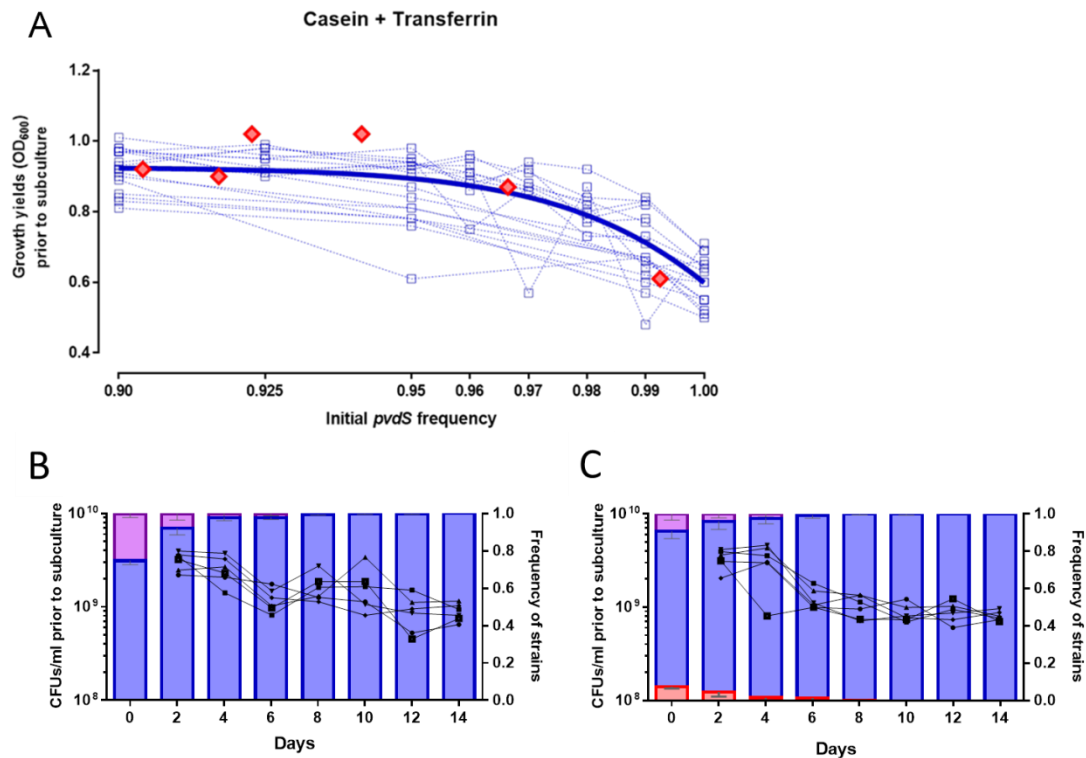 A
Casein + Transferrin
Growth yields (OD600)
prior to subculture
1.2
1.0
0.8
0.6
0.4
0.90
0.925
0.95
0.96
0.97
0.98
0.99
1.00
Initial pvdS frequency
B
CFUs/ml prior to subculture
10^10
10^9
10^8
1.0
0.8
0.6
0.4
0.2
0.0
Frequency of
strains
0 2 4 6 8 10 12 14
Days
C
CFUs/ml prior to subculture
10^10
10^9
10^8
1.0
0.8
0.6
0.4
0.2
0.0
Frequency of
strains
0 2 4 6 8 10 12 14
Days